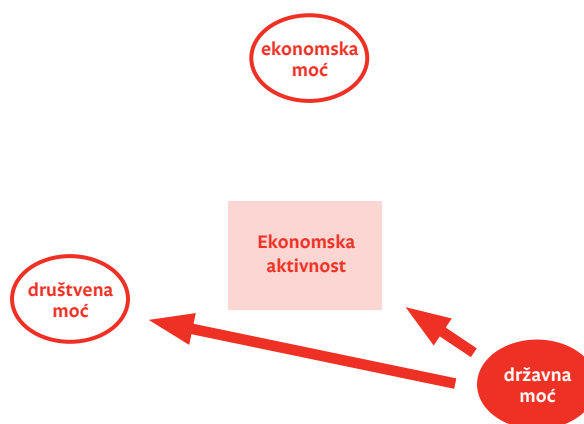 ekonomska
moć
Ekonomska
aktivnost
društvena
moć
državna
moć